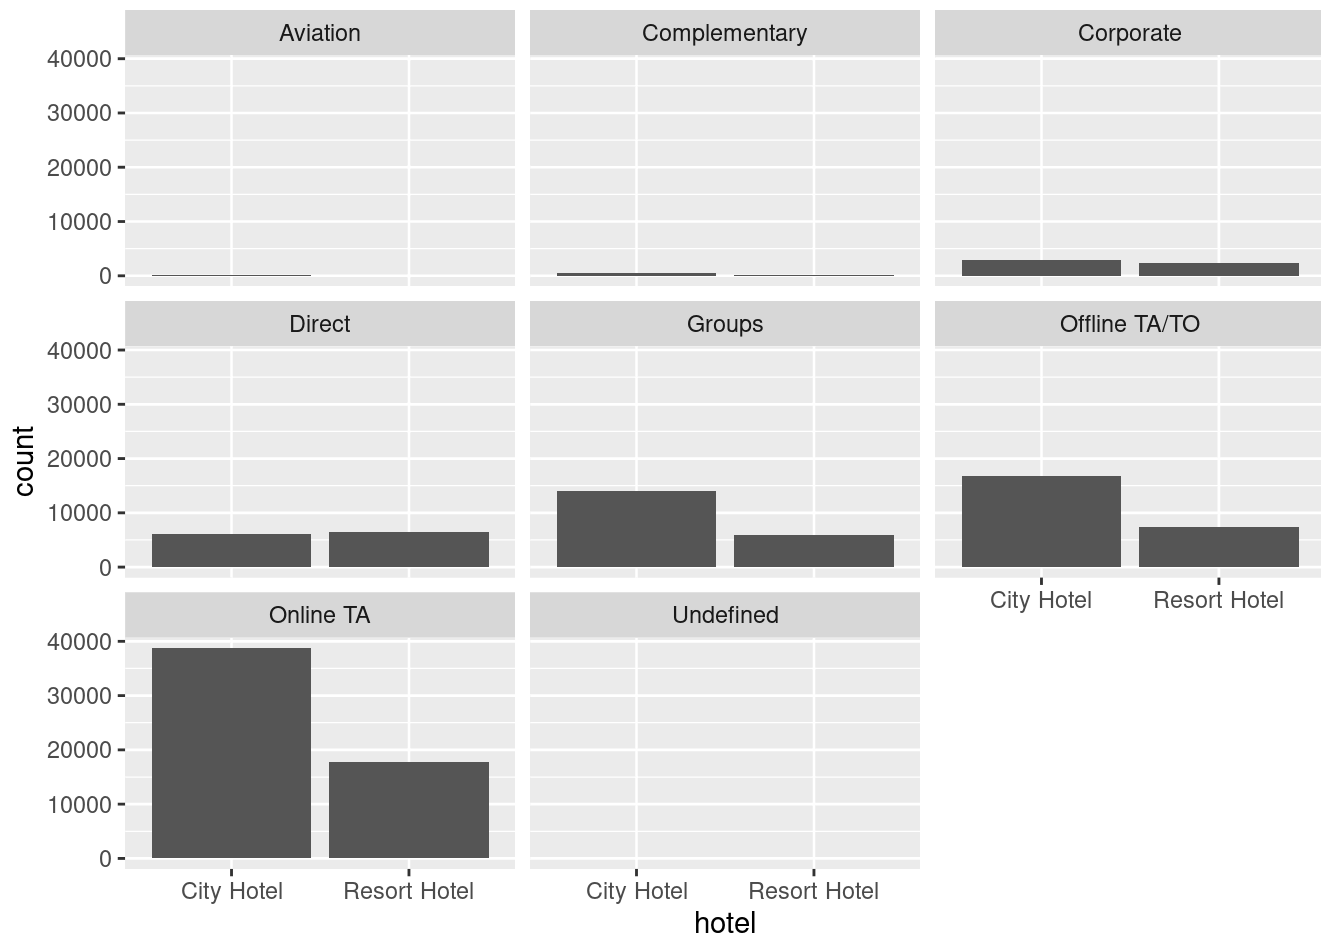 Aviation
Complementary
Corporate
40000
30000
20000
10000
0
Direct
Groups
Offline TA/TO
40000
30000
20000
10000
0
City Hotel Resort Hotel
Online TA
Undefined
40000
30000
20000
10000
0
City Hotel Resort Hotel
City Hotel Resort Hotel
hotel
count